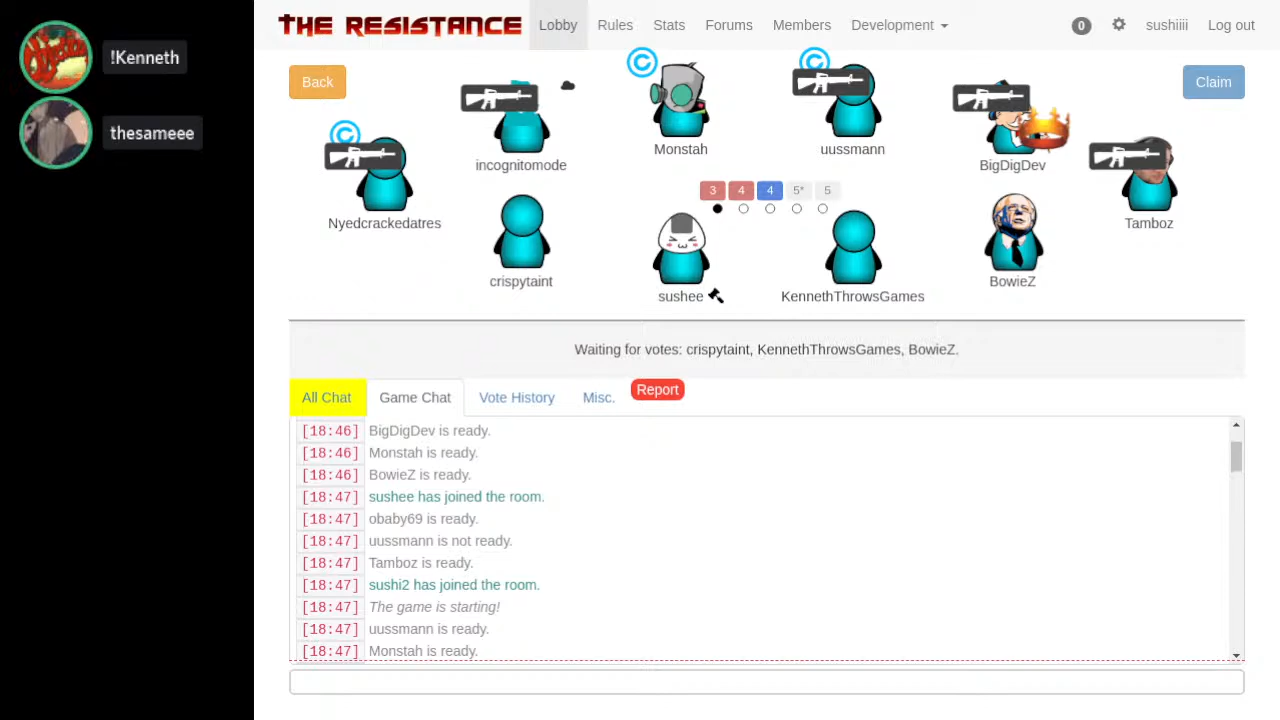 !Kenneth
thesameee
THE RESISTANCE
Lobby Rules Stats Forums Members Development 0 sushiiii Log out
Back
Claim
Monstah
uussmann
incognitomode
BigDigDev
Nyedcrackedatres
Tamboz
3 4 4 5* 5
crispytaint
BowieZ
sushee
KennethThrowsGames
Waiting for votes: crispytaint, KennethThrowsGames, BowieZ.
All Chat Game Chat Vote History Misc. Report
[18:46] BigDigDev is ready.
[18:46] Monstah is ready.
[18:46] BowieZ is ready.
[18:47] sushee has joined the room.
[18:47] obaby69 is ready.
[18:47] uussmann is not ready.
[18:47] Tamboz is ready.
[18:47] sushi2 has joined the room.
[18:47] The game is starting!
[18:47] uussmann is ready.
[18:47] Monstah is ready.